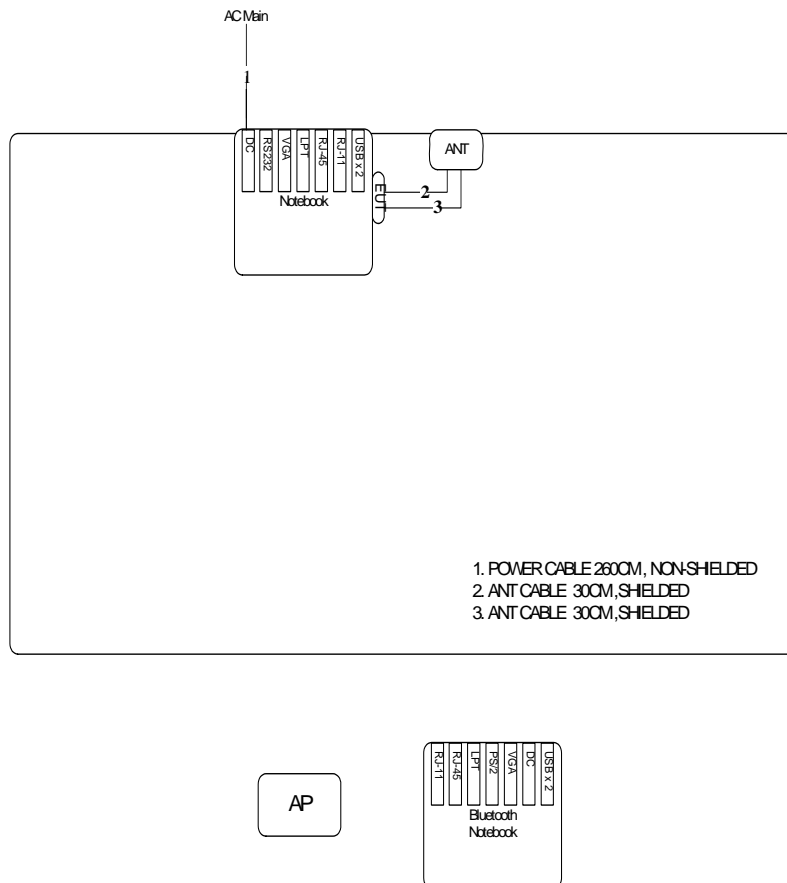 AC Main
1
DC
RS232
VGA
LPT
RJ-45
RJ-11
USB x 2
Notebook
EUT
ANT
2
3
1. POWER CABLE 260CM, NON-SHIELDED
2. ANT CABLE 30CM,SHIELDED
3. ANT CABLE 30CM,SHIELDED
AP
RJ-11
RJ-45
LPT
PS/2
VGA
DC
USB x 2
Bluetooth
Notebook